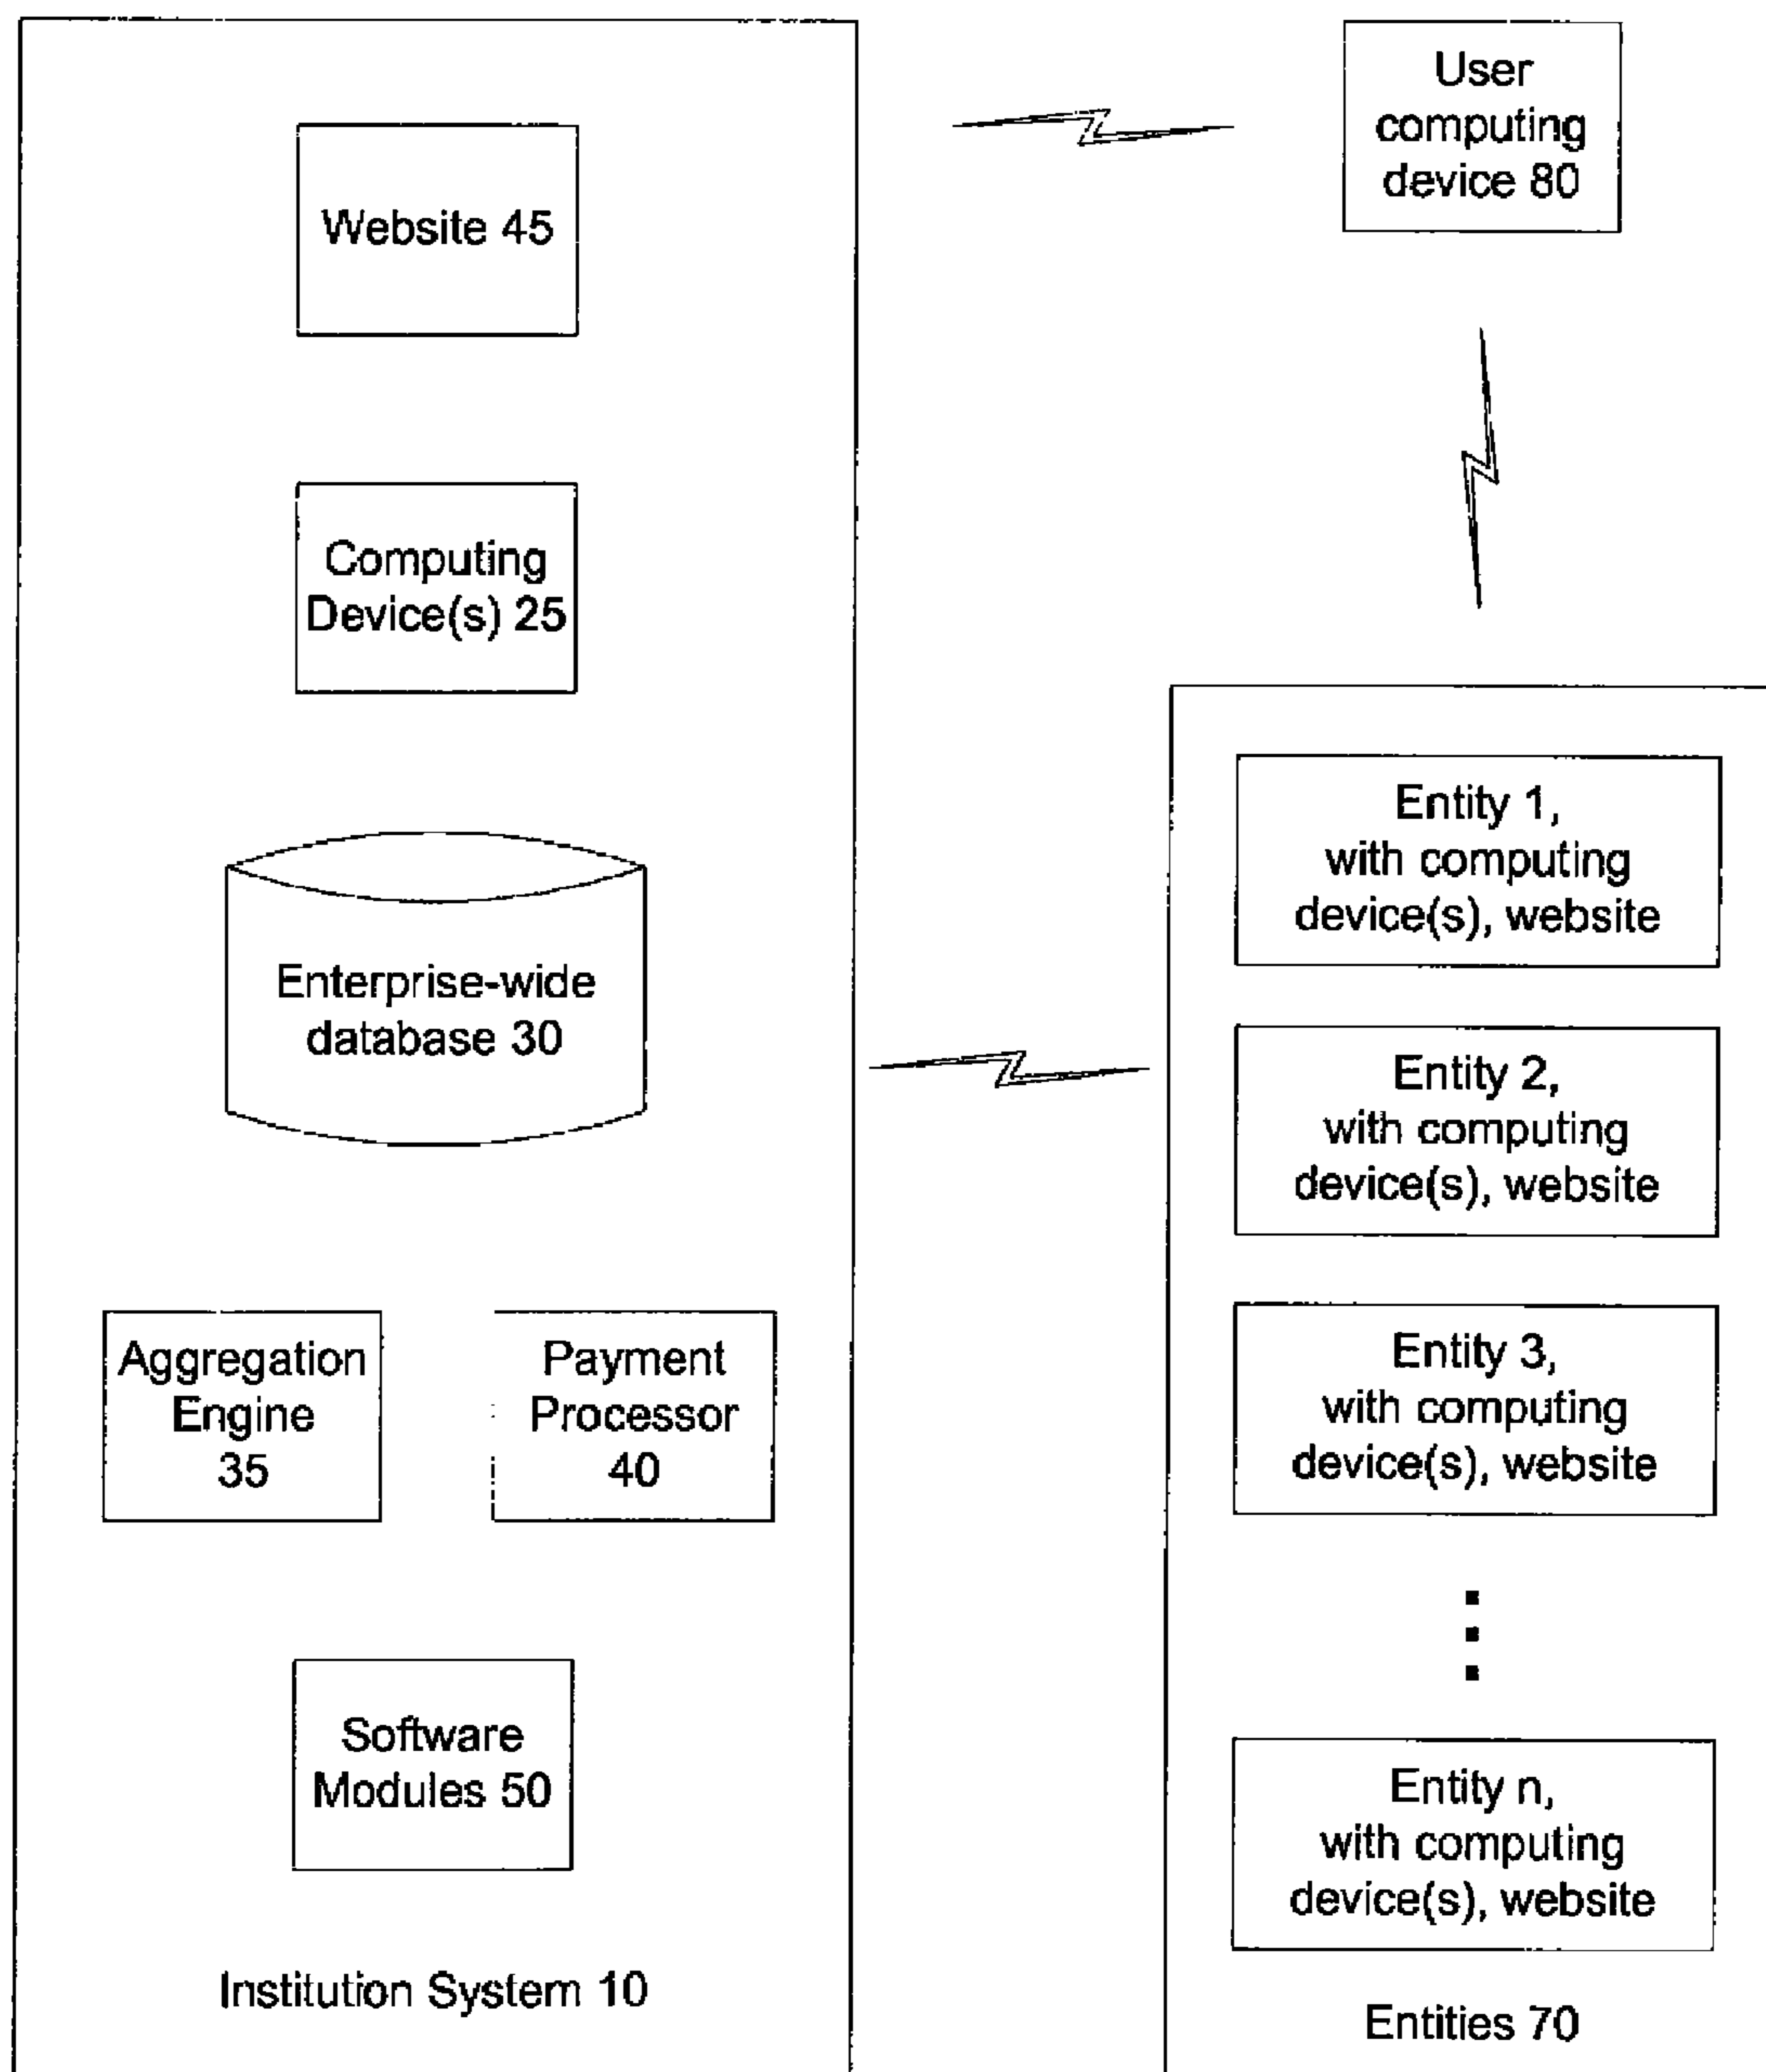 Website 45
Computing
Device(s) 25
Enterprise-wide
database 30
Aggregation
Engine
35
Payment
Processor
40
Software
Modules 50
Institution System 10
User
computing
device 80
Entity 1,
with computing
device(s), website
Entity 2,
with computing
device(s), website
Entity 3,
with computing
device(s), website
Entity n,
with computing
device(s), website
Entities 70